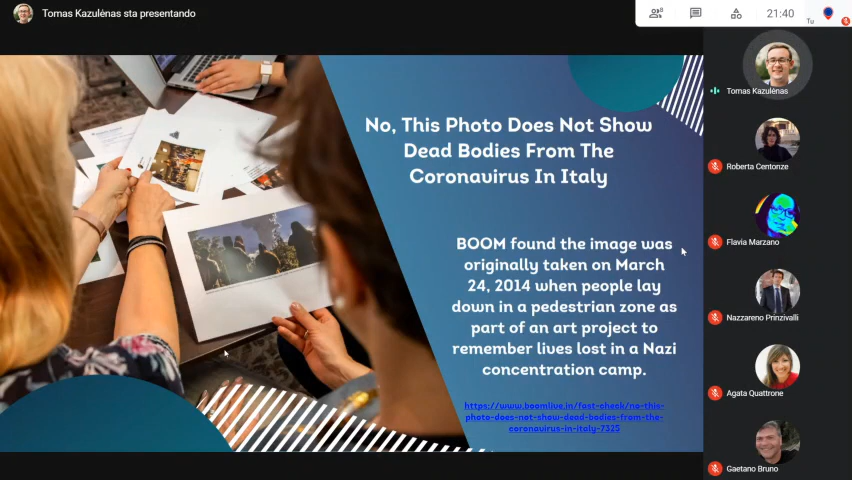 Tomas Kazulėnas sta presentando
21:40
Tu
No, This Photo Does Not Show
Dead Bodies From The
Coronavirus In Italy
BOOM found the image was
originally taken on March
24, 2014 when people lay
down in a pedestrian zone as
part of an art project to
remember lives lost in a Nazi
concentration camp.
https://www.boomlive.in/fast-check/no-this-
photo-does-not-show-dead-bodies-from-the-
coronavirus-in-italy-7325
Tomas Kazulėnas
Roberta Centonze
Flavia Marzano
Nazzareno Prinzivalli
Agata Quattrone
Gaetano Bruno